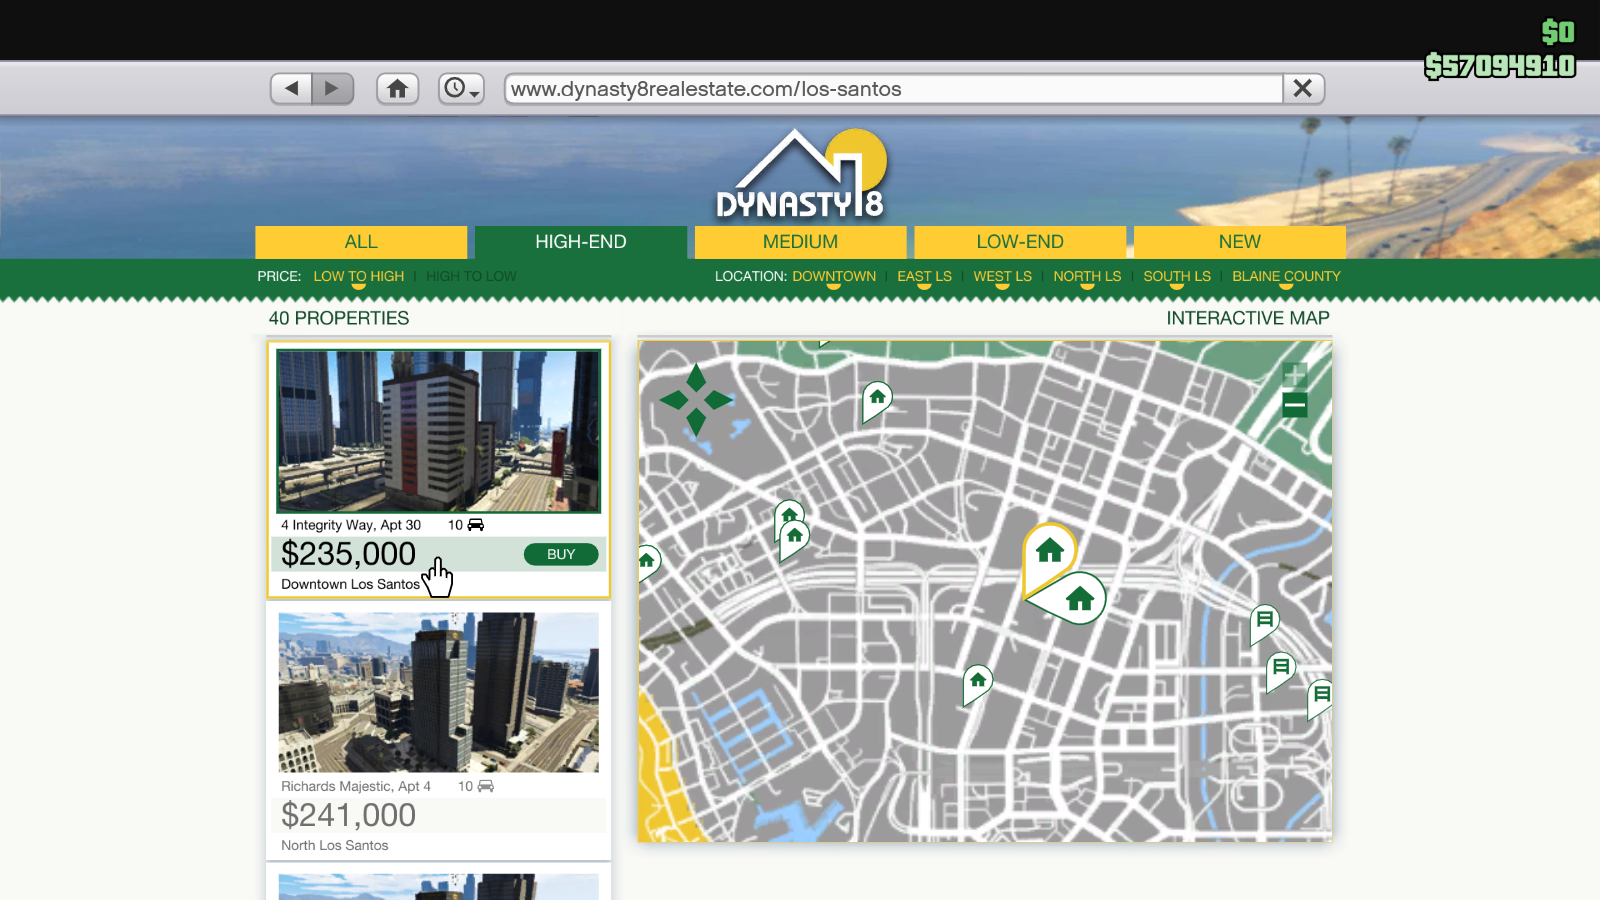 $0
$57094910
www.dynasty8realestate.com/los-santos
DYNASTY8
ALL
HIGH-END
MEDIUM
LOW-END
NEW
PRICE: LOW TO HIGH | HIGH TO LOW
LOCATION: DOWNTOWN | EAST LS | WEST LS | NORTH LS | SOUTH LS | BLAINE COUNTY
40 PROPERTIES
INTERACTIVE MAP
4 Integrity Way, Apt 30 10
$235,000
BUY
Downtown Los Santos
Richards Majestic, Apt 4 10
$241,000
North Los Santos